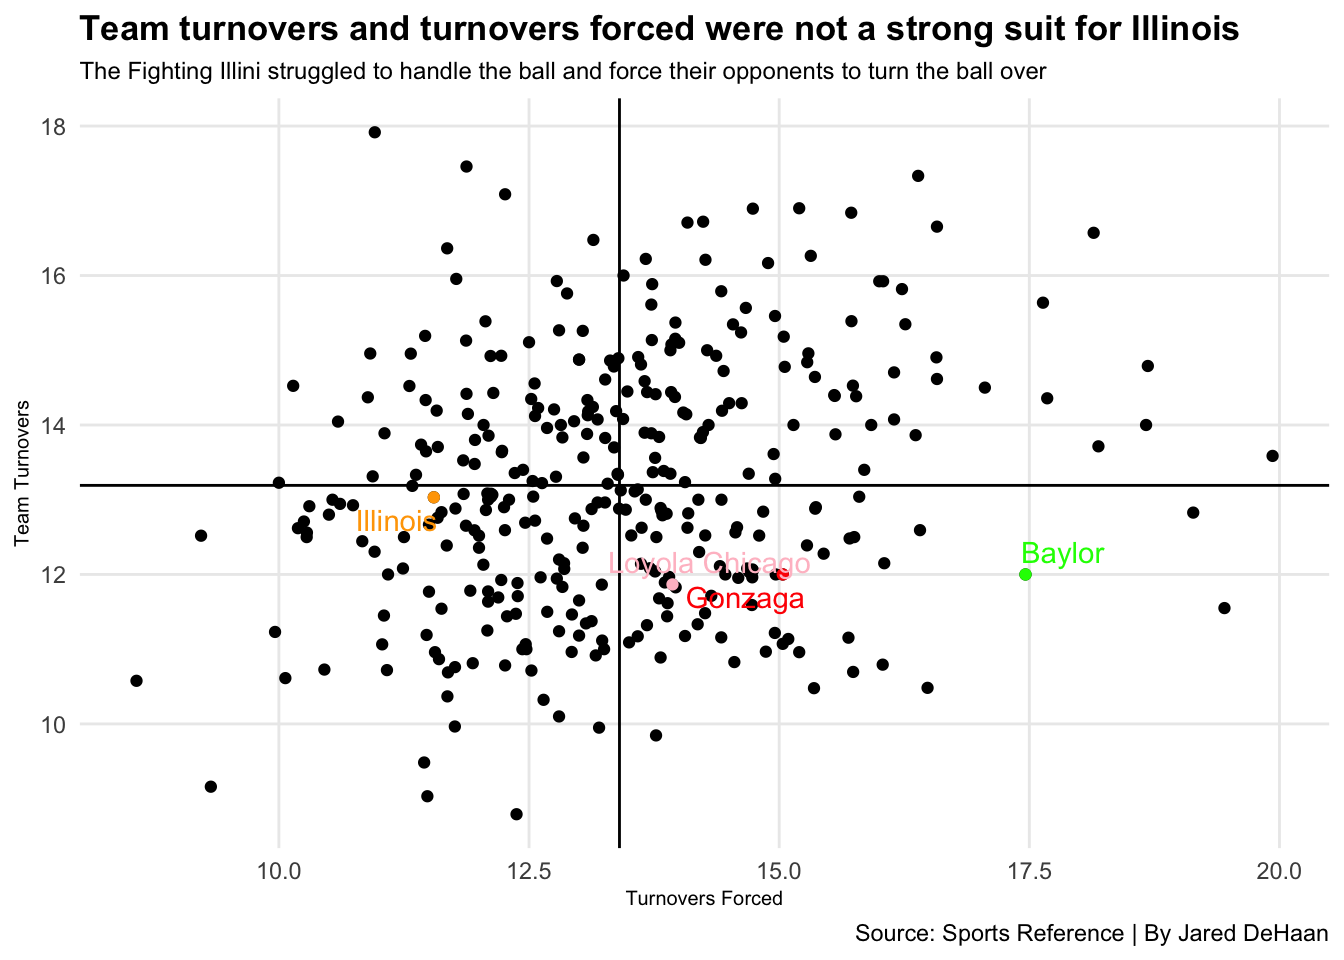 Team turnovers and turnovers forced were not a strong suit for Illinois
The Fighting Illini struggled to handle the ball and force their opponents to turn the ball over
18
16
14
12
10
Team Turnovers
Illinois
Loyola Chicago
Gonzaga
Baylor
10.0 12.5 15.0 17.5 20.0
Turnovers Forced
Source: Sports Reference | By Jared DeHaan